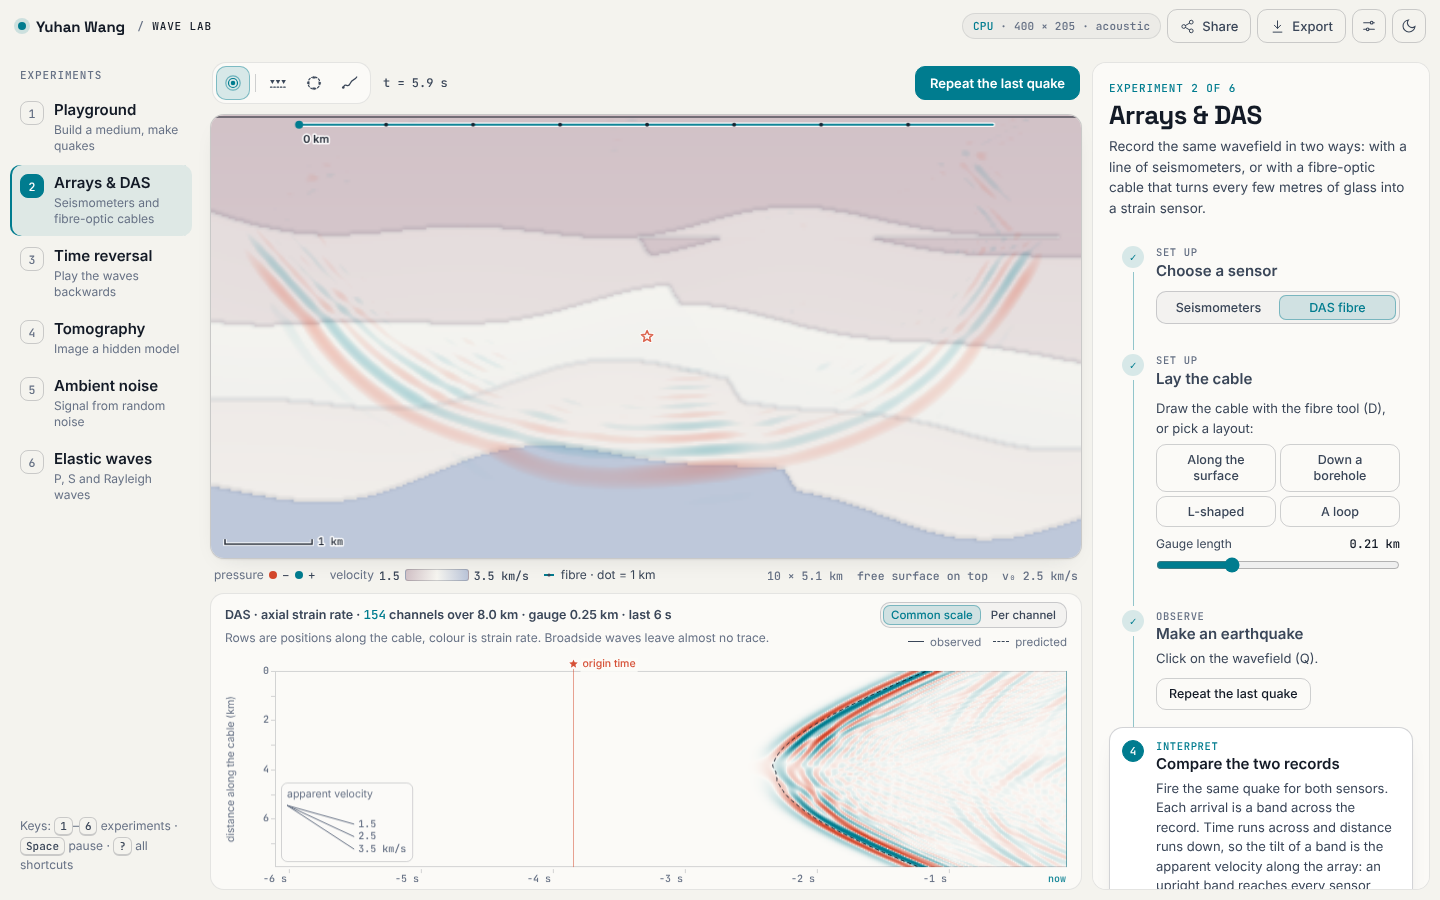 Yuhan Wang / WAVE LAB
CPU · 400 × 205 · acoustic
Share
Export
EXPERIMENTS
1 Playground
Build a medium, make
quakes
2 Arrays & DAS
Seismometers and
fibre-optic cables
3 Time reversal
Play the waves
backwards
4 Tomography
Image a hidden model
5 Ambient noise
Signal from random
noise
6 Elastic waves
P, S and Rayleigh
waves
Keys: 1–6 experiments ·
Space pause · ? all
shortcuts
t = 5.9 s
Repeat the last quake
0 km
1 km
pressure − + velocity 1.5 3.5 km/s fibre · dot = 1 km
10 × 5.1 km free surface on top v₀ 2.5 km/s
DAS · axial strain rate · 154 channels over 8.0 km · gauge 0.25 km · last 6 s
Common scale Per channel
Rows are positions along the cable, colour is strain rate. Broadside waves leave almost no trace.
observed predicted
origin time
distance along the cable (km)
0
2
4
6
apparent velocity
1.5
2.5
3.5 km/s
-6 s -5 s -4 s -3 s -2 s -1 s now
EXPERIMENT 2 OF 6
Arrays & DAS
Record the same wavefield in two ways: with a
line of seismometers, or with a fibre-optic
cable that turns every few metres of glass into
a strain sensor.
✓ SET UP
Choose a sensor
Seismometers DAS fibre
✓ SET UP
Lay the cable
Draw the cable with the fibre tool (D),
or pick a layout:
Along the
surface
Down a
borehole
L-shaped
A loop
Gauge length 0.21 km
✓ OBSERVE
Make an earthquake
Click on the wavefield (Q).
Repeat the last quake
4 INTERPRET
Compare the two records
Fire the same quake for both sensors.
Each arrival is a band across the
record. Time runs across and distance
runs down, so the tilt of a band is the
apparent velocity along the array: an
upright band reaches every sensor